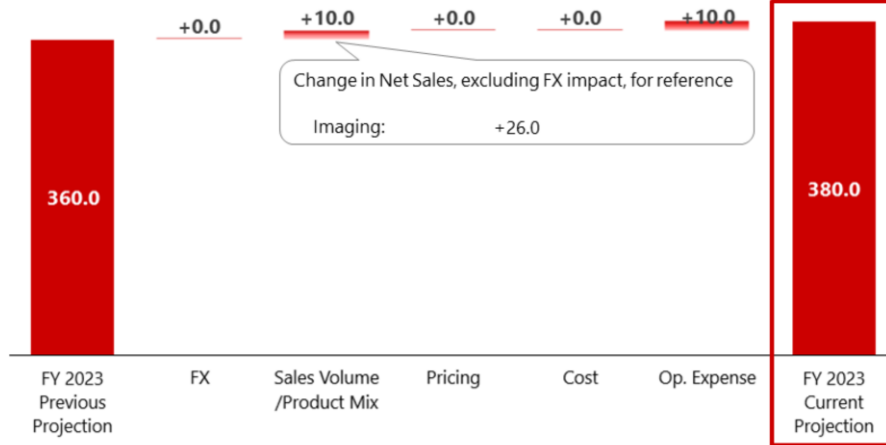 +0.0
+10.0
+0.0
+0.0
+10.0
Change in Net Sales, excluding FX impact, for reference
Imaging: +26.0
360.0
380.0
FY 2023
Previous
Projection
FX
Sales Volume
/Product Mix
Pricing
Cost
Op. Expense
FY 2023
Current
Projection